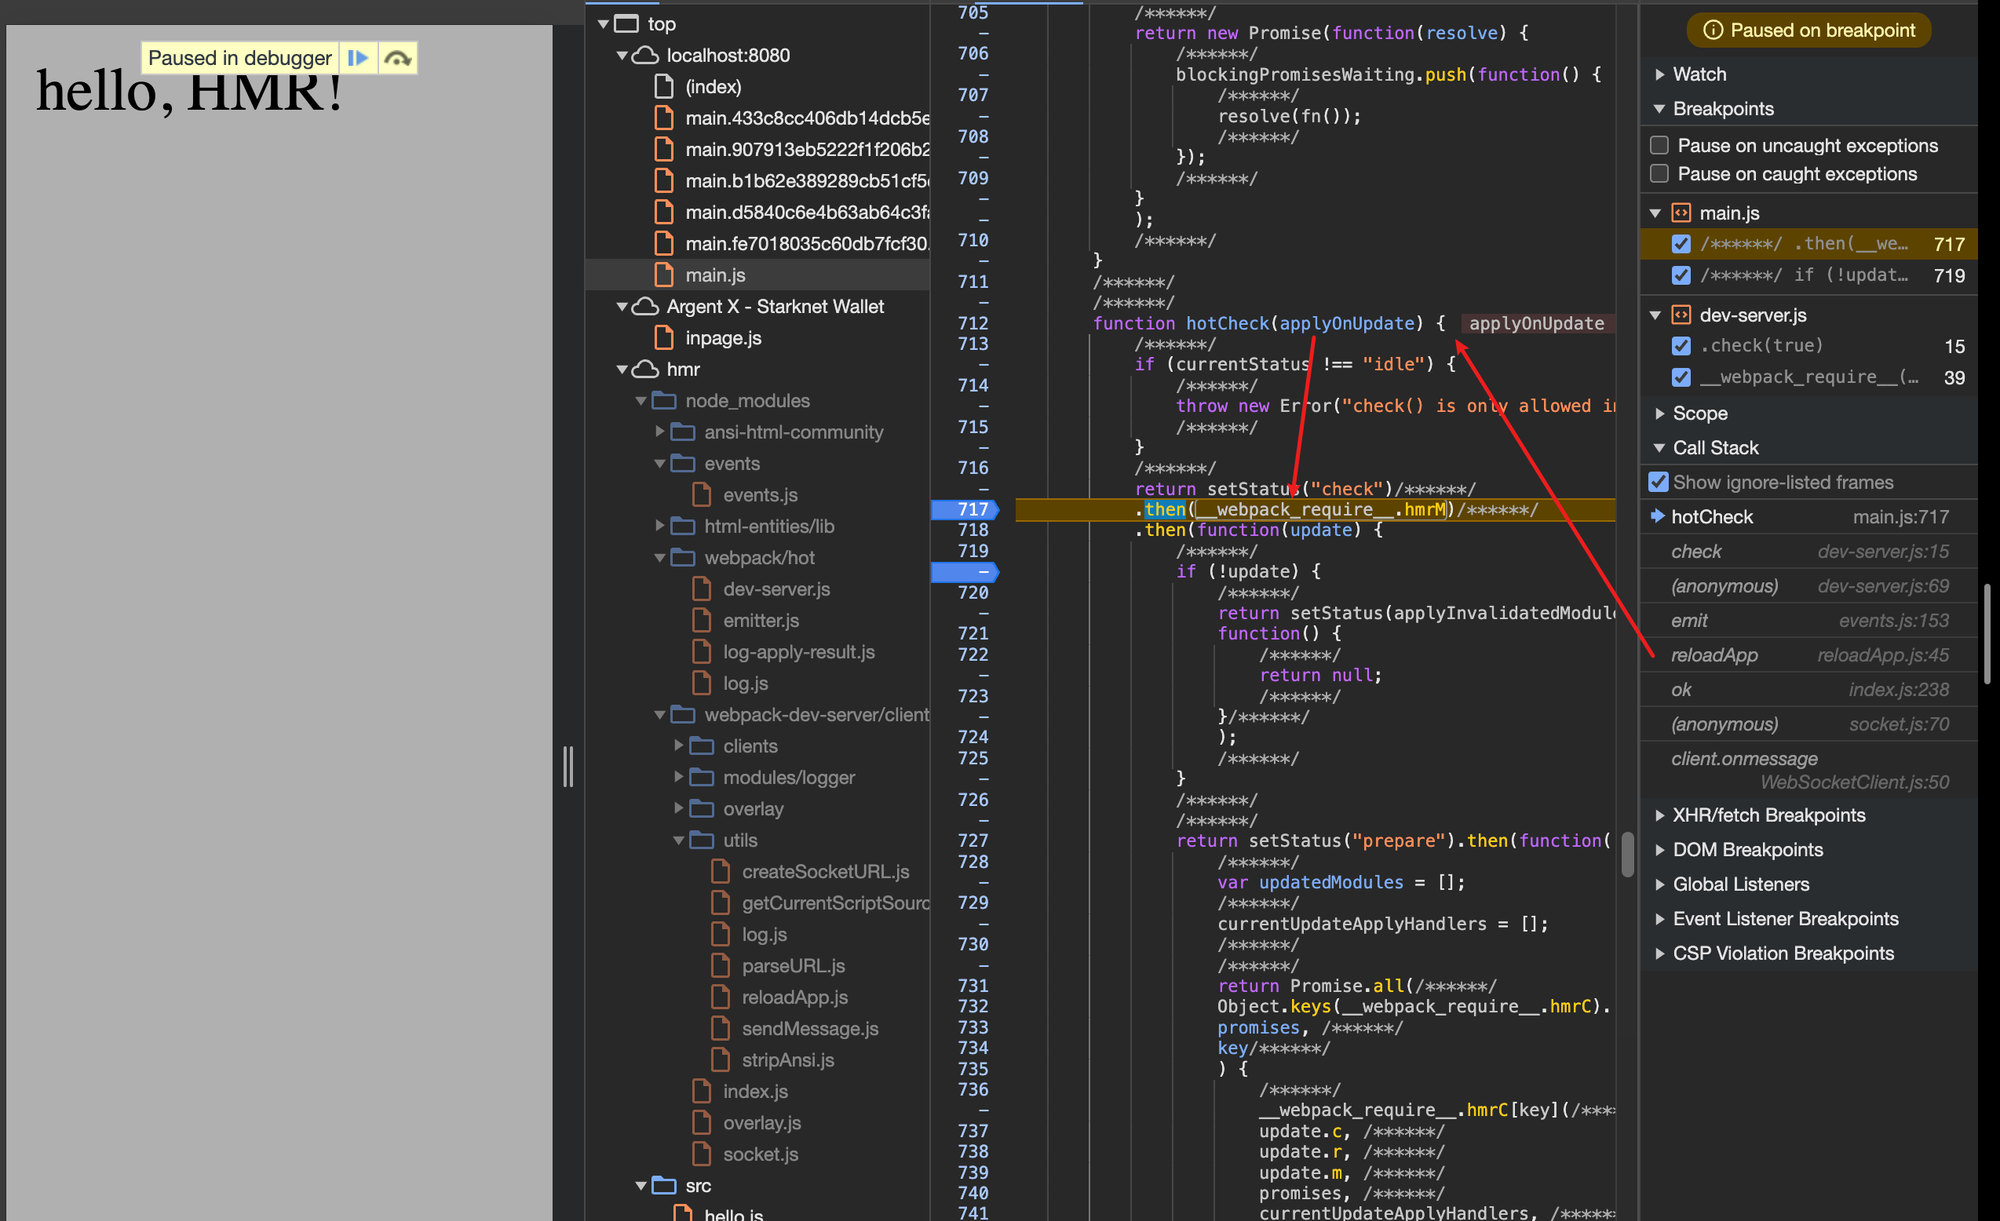 Paused in debugger
hello, HMR!
top
localhost:8080
(index)
main.433c8cc406db14dcb5e
main.907913eb5222f1f206b2
main.b1b62e389289cb51cf5
main.d5840c6e4b63ab64c3f
main.fe7018035c60db7fcf30
main.js
Argent X - Starknet Wallet
inpage.js
hmr
node_modules
ansi-html-community
events
events.js
html-entities/lib
webpack/hot
dev-server.js
emitter.js
log-apply-result.js
log.js
webpack-dev-server/client
clients
modules/logger
overlay
utils
createSocketURL.js
getCurrentScriptSourc
log.js
parseURL.js
reloadApp.js
sendMessage.js
stripAnsi.js
index.js
overlay.js
socket.js
src
hello.js
705 /******/
- return new Promise(function(resolve) {
706 /******/
- blockingPromisesWaiting.push(function() {
707 /******/
- resolve(fn());
708 /******/
- });
709 /******/
- }
- );
710 /******/
- }
711 /******/
- /******/
712 function hotCheck(applyOnUpdate) { applyOnUpdate
713 /******/
- if (currentStatus !== "idle") {
714 /******/
- throw new Error("check() is only allowed i
715 /******/
- }
716 /******/
- return setStatus("check")/******/
717 .then(__webpack_require__.hmrM)/******/
718 .then(function(update) {
719 /******/
- if (!update) {
720 /******/
- return setStatus(applyInvalidatedModul
721 function() {
722 /******/
- return null;
723 /******/
- }/******/
724 );
725 /******/
- }
726 /******/
- /******/
727 return setStatus("prepare").then(function(
728 /******/
- var updatedModules = [];
729 /******/
- currentUpdateApplyHandlers = [];
730 /******/
- /******/
731 return Promise.all(/******/
732 Object.keys(__webpack_require__.hmrC).
733 promises, /******/
734 key/******/
735 ) {
736 /******/
- __webpack_require__.hmrC[key](/****
737 update.c, /******/
738 update.r, /******/
739 update.m, /******/
740 promises, /******/
741 currentUpdateApplyHandlers, /*****
Paused on breakpoint
Watch
Breakpoints
Pause on uncaught exceptions
Pause on caught exceptions
main.js
/******/ .then(__we… 717
/******/ if (!updat… 719
dev-server.js
.check(true) 15
__webpack_require__(… 39
Scope
Call Stack
Show ignore-listed frames
hotCheck main.js:717
check dev-server.js:15
(anonymous) dev-server.js:69
emit events.js:153
reloadApp reloadApp.js:45
ok index.js:238
(anonymous) socket.js:70
client.onmessage
WebSocketClient.js:50
XHR/fetch Breakpoints
DOM Breakpoints
Global Listeners
Event Listener Breakpoints
CSP Violation Breakpoints